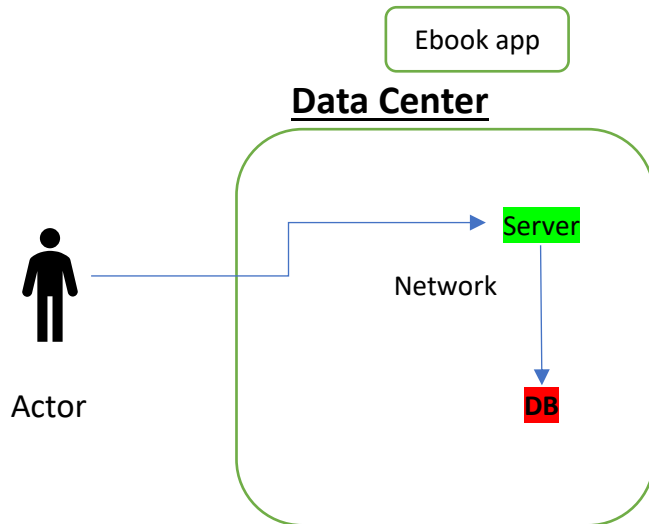 Ebook app
Data Center
Server
Network
Actor
DB